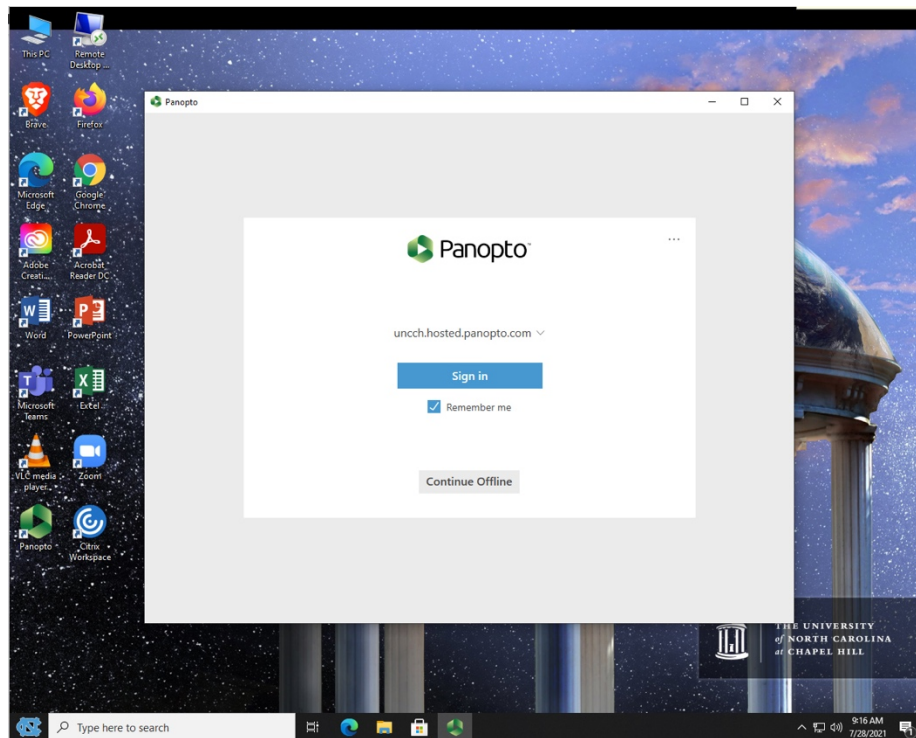 This PC
Remote
Desktop ...
Brave
Firefox
Microsoft
Edge
Google
Chrome
Adobe
Creati...
Acrobat
Reader DC
Word
PowerPoint
Microsoft
Teams
Excel
VLC media
player
Zoom
Panopto
Citrix
Workspace
Panopto
Panopto
...
uncch.hosted.panopto.com
Sign in
Remember me
Continue Offline
THE UNIVERSITY
of NORTH CAROLINA
at CHAPEL HILL
Type here to search
9:16 AM
7/28/2021